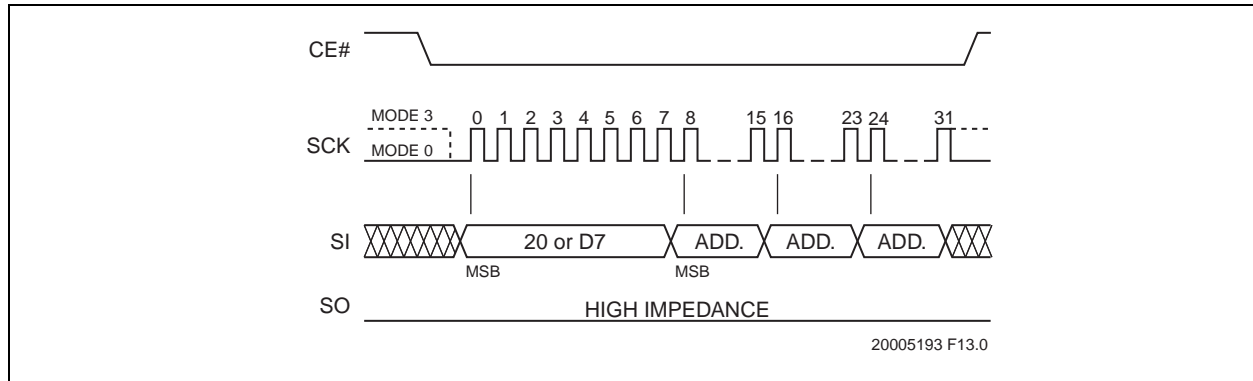 CE#
MODE 3
0 1 2 3 4 5 6 7 8 15 16 23 24 31
SCK
MODE 0
SI
20 or D7 ADD. ADD. ADD.
MSB MSB
SO
HIGH IMPEDANCE
20005193 F13.0